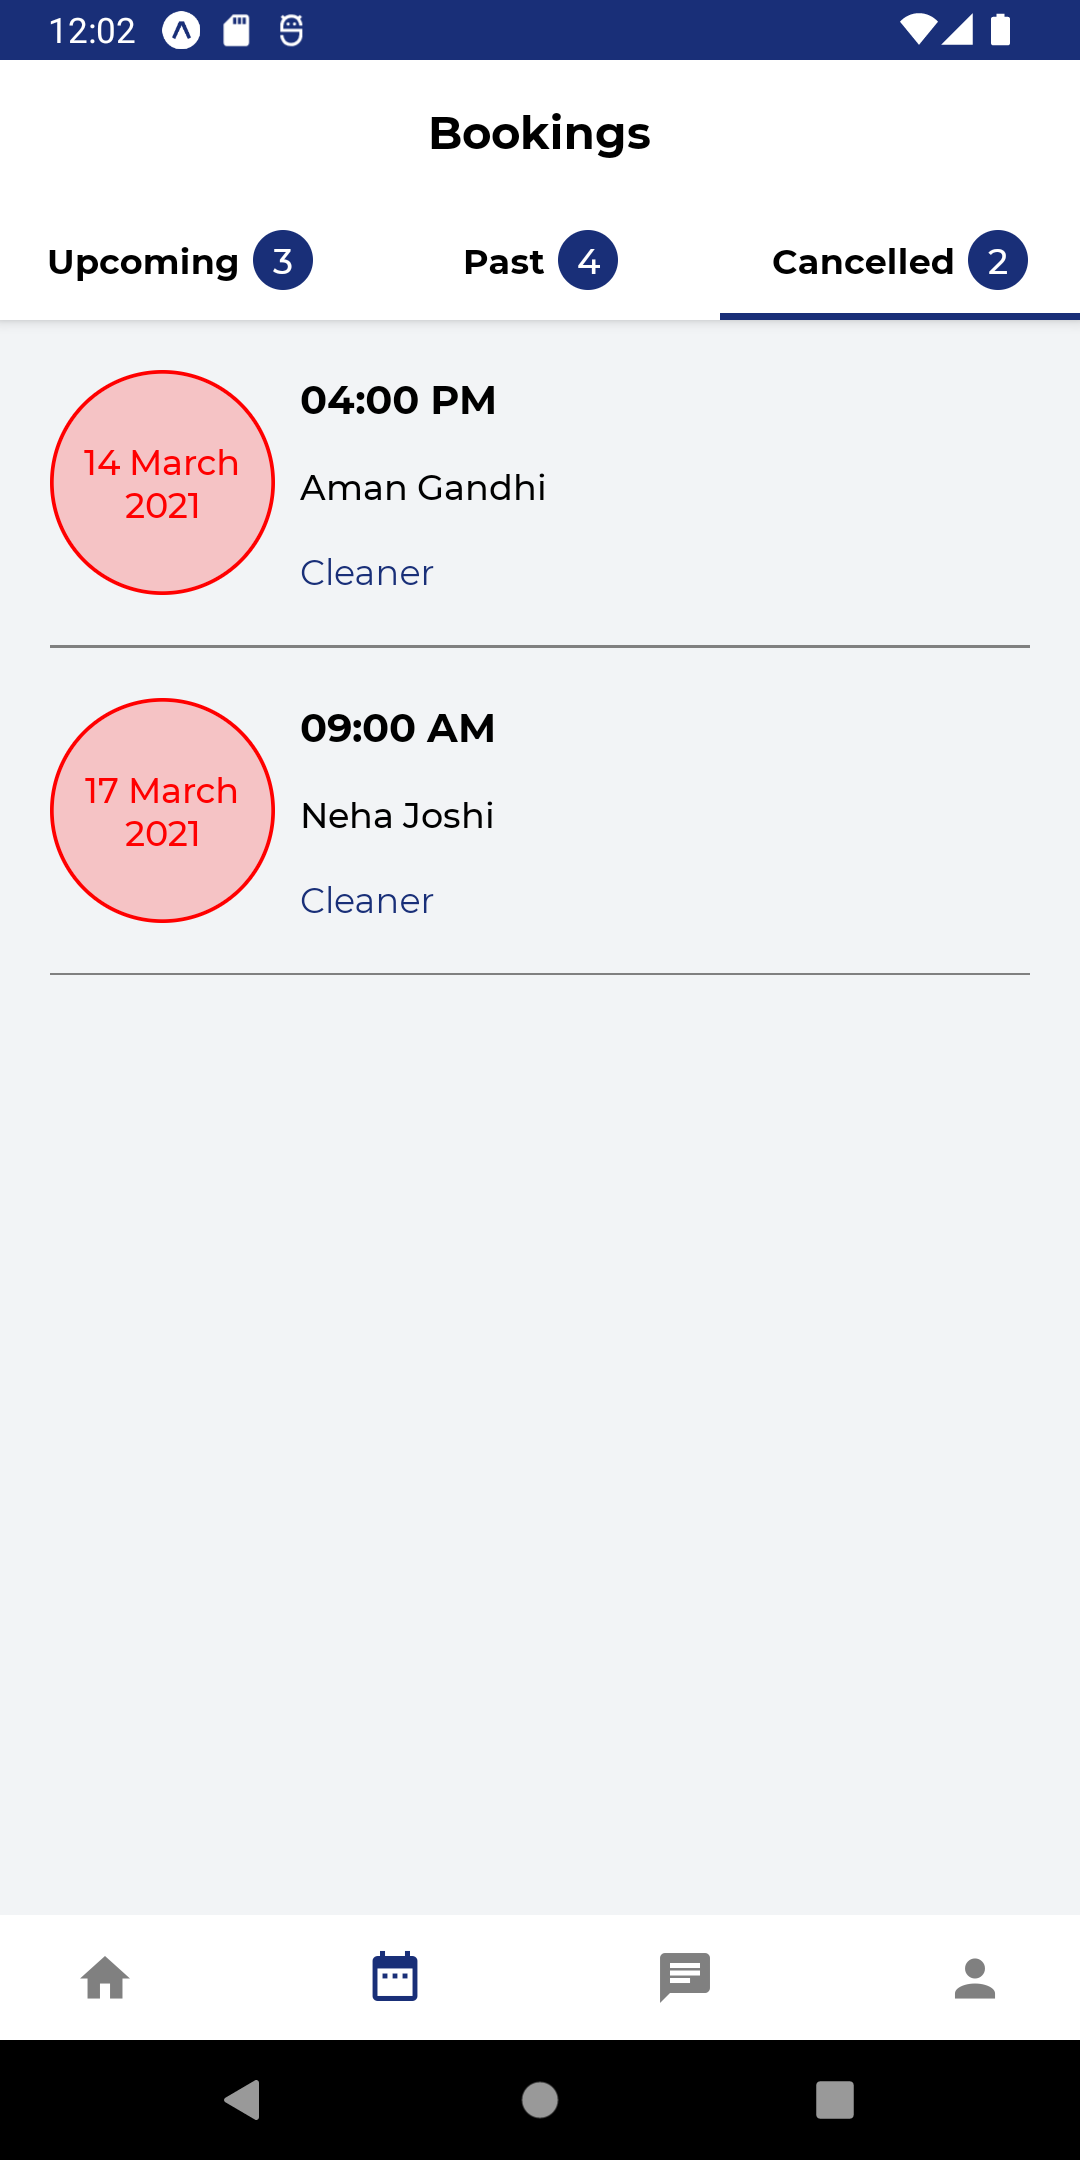 12:02
Bookings
Upcoming 3
Past 4
Cancelled 2
14 March
2021
04:00 PM
Aman Gandhi
Cleaner
17 March
2021
09:00 AM
Neha Joshi
Cleaner